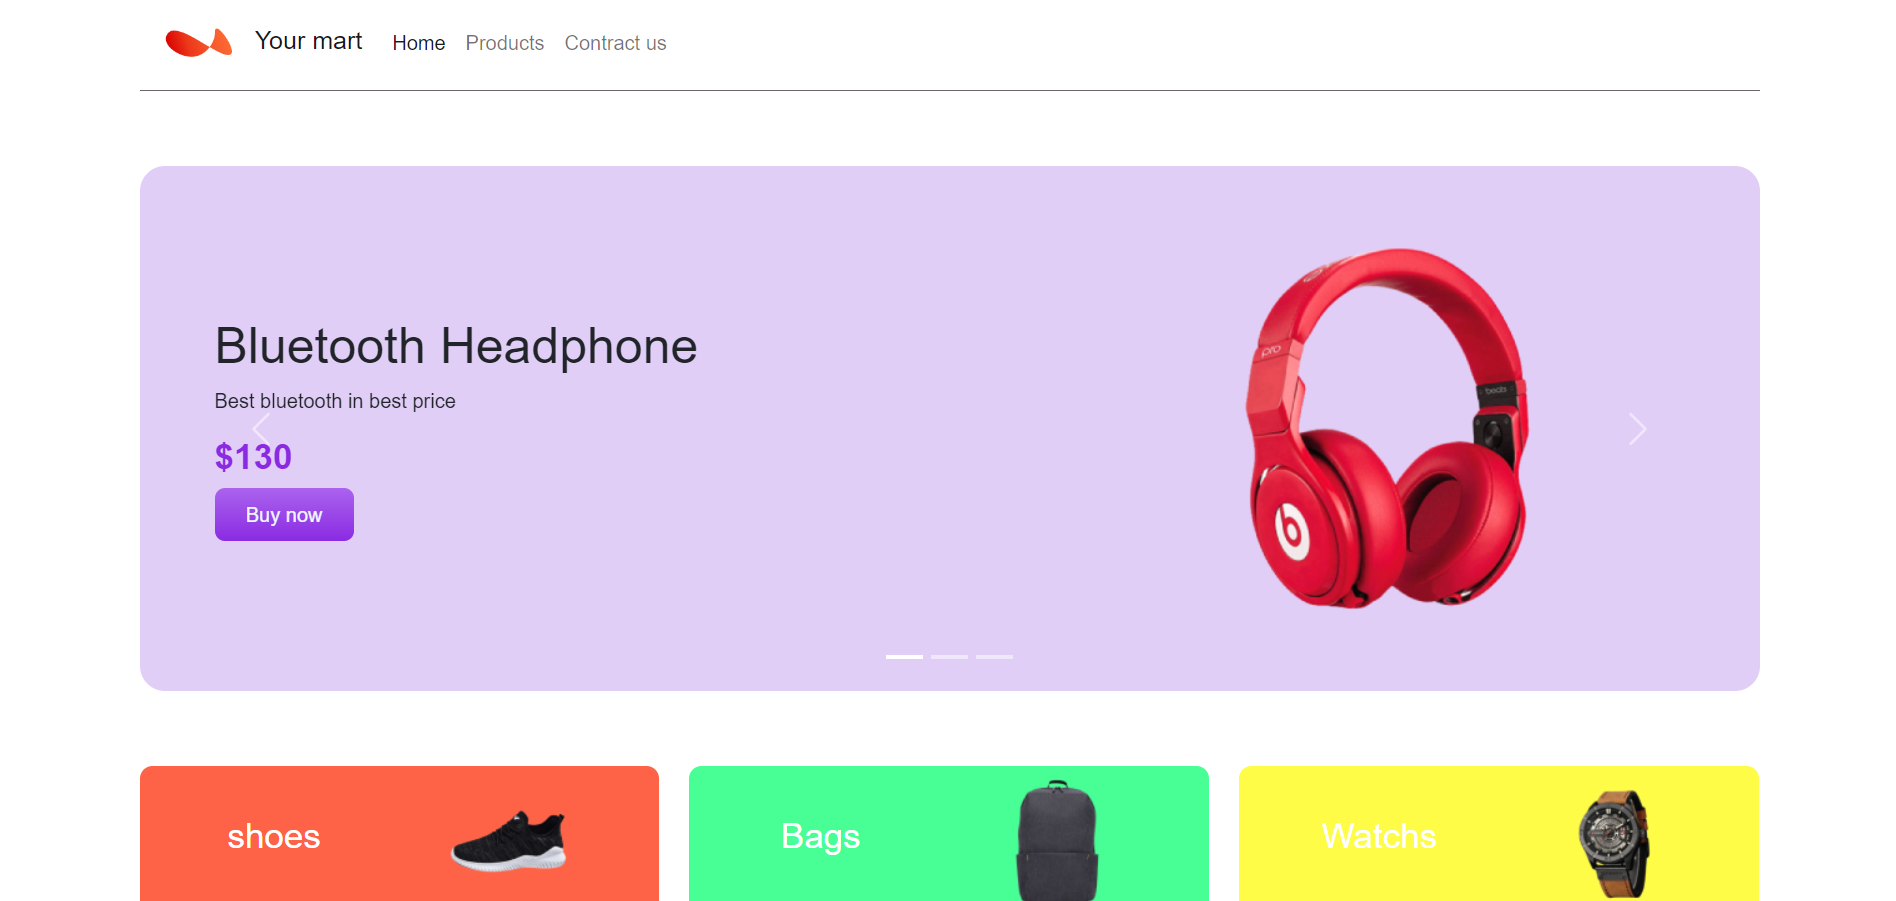 Your mart Home Products Contract us
Bluetooth Headphone
Best bluetooth in best price
$130
Buy now
pro
beats
b
shoes
Bags
Watchs